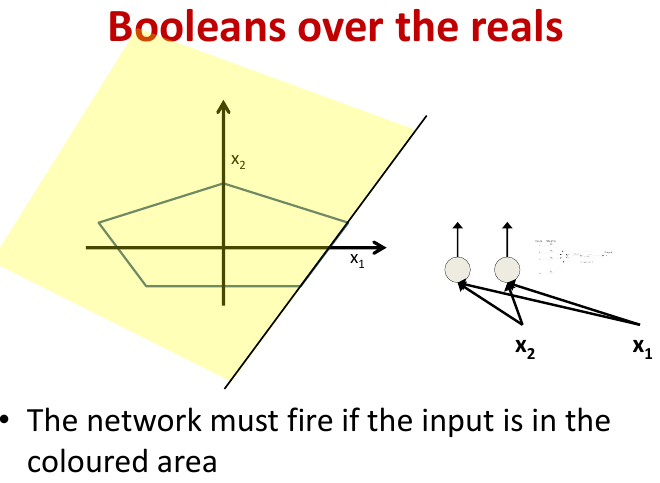 Booleans over the reals
x2
x1
x2
x1
• The network must fire if the input is in the
coloured area